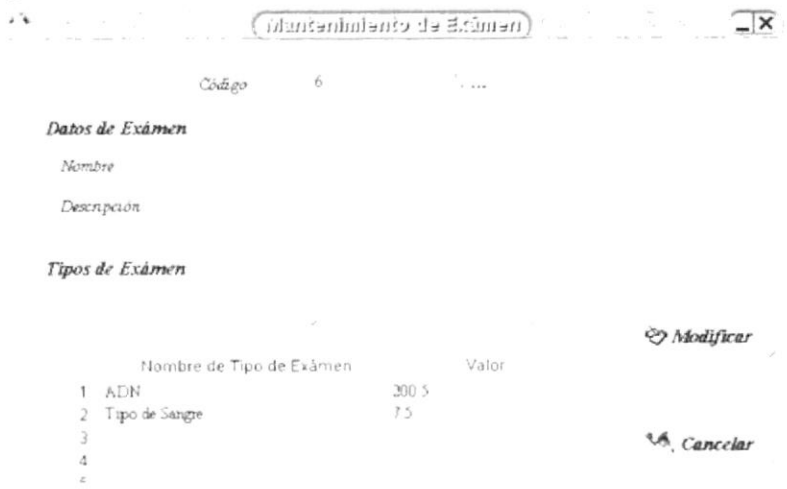 Mantenimiento de Exámen
Código 6 ...
Datos de Exámen
Nombre
Descripción
Tipos de Exámen
Modificar
Nombre de Tipo de Exámen Valor
1 ADN 200.5
2 Tipo de Sangre 7.5
3
Cancelar
4